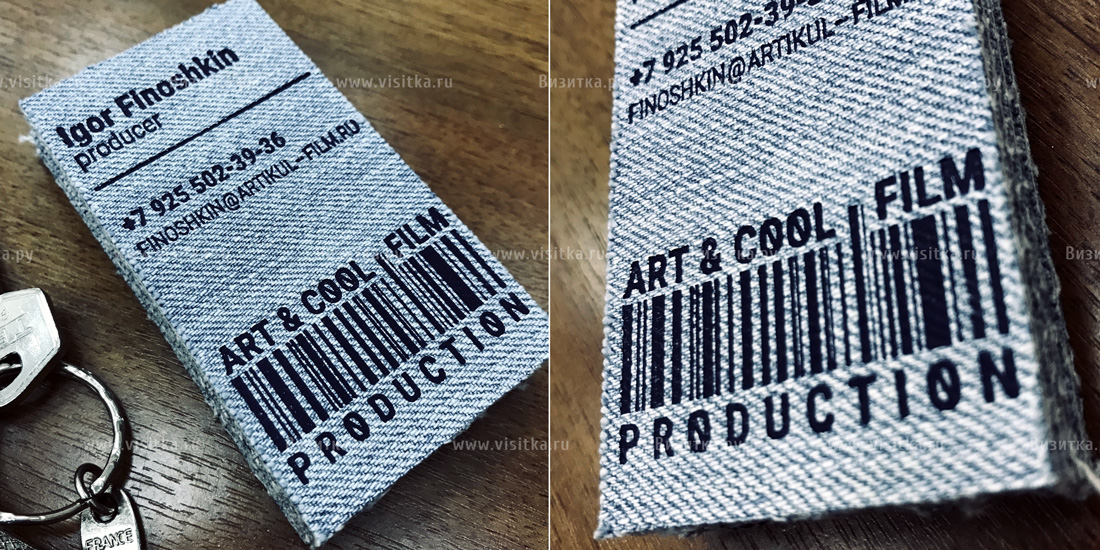 Igor Finoshkin
producer
+7 925 502-39-36
FINOSHKIN@ARTIKUL-FILM.RU
ART & COOL FILM
PRODUCTION
FRANCE
+7 925 502-39-
FINOSHKIN@ARTIKUL-FILM
ART & COOL FILM
PRODUCTION
www.visitka.ru
Визитка.ру
www.visitka.ru
Визитка.ру
www.visitka.ru
www.visitka.ru
www.visitka.ru